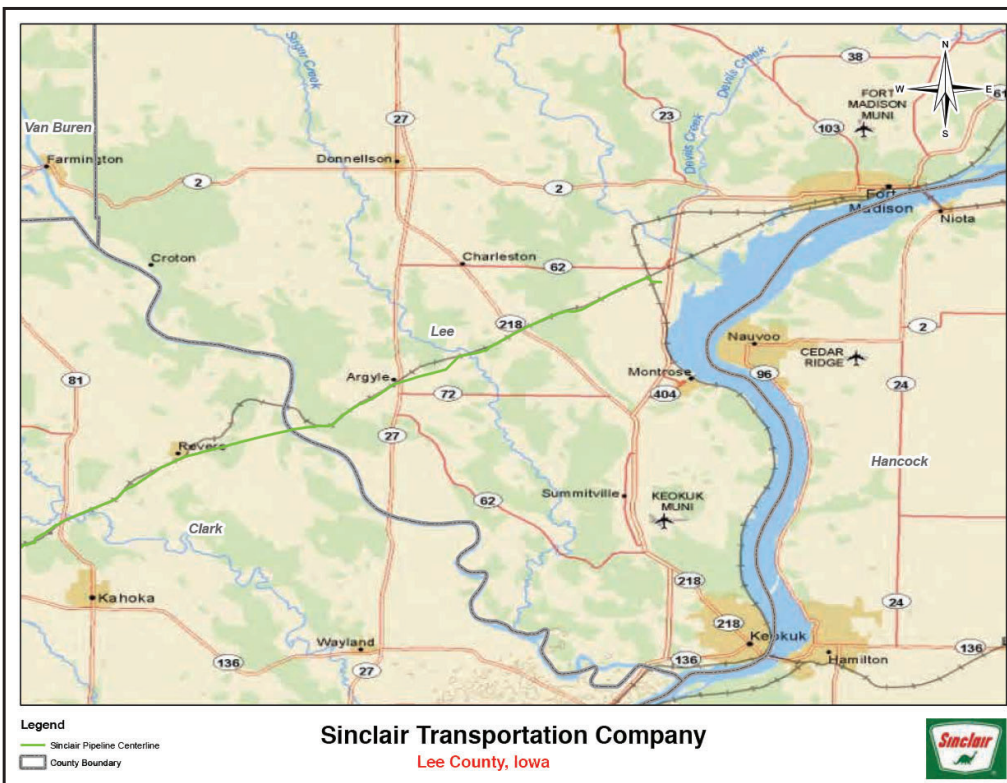 Sugar Creek
Devils Creek
38
N
W
E
S
FORT
MADISON
MUNI
61
27
23
103
Van Buren
Farmington
Donnellson
Devils Creek
2
2
Fort
Madison
Niota
Croton
Charleston
62
Lee
218
2
Nauvoo
CEDAR
RIDGE
81
Argyle
Montrose
96
72
404
24
27
Revere
Hancock
62
Summitville
KEOKUK
MUNI
Clark
218
Kahoka
24
218
Keokuk
Wayland
136
27
136
Hamilton
136
Legend
Sinclair Pipeline Centerline
County Boundary
Sinclair Transportation Company
Lee County, Iowa
Sinclair